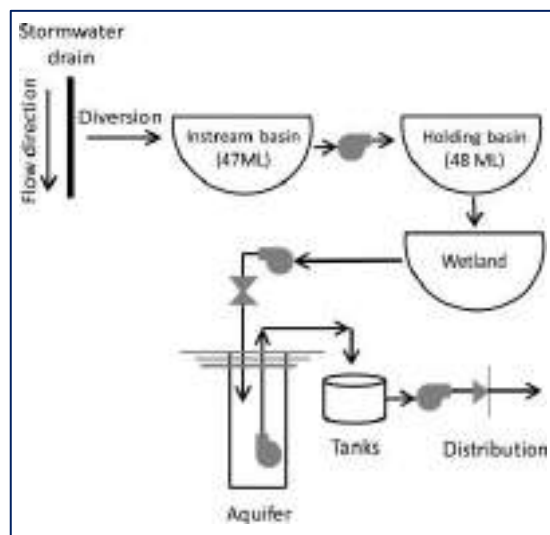 Stormwater
drain
Flow direction
Diversion
Instream basin
(47ML)
Holding basin
(48 ML)
Wetland
Tanks
Distribution
Aquifer